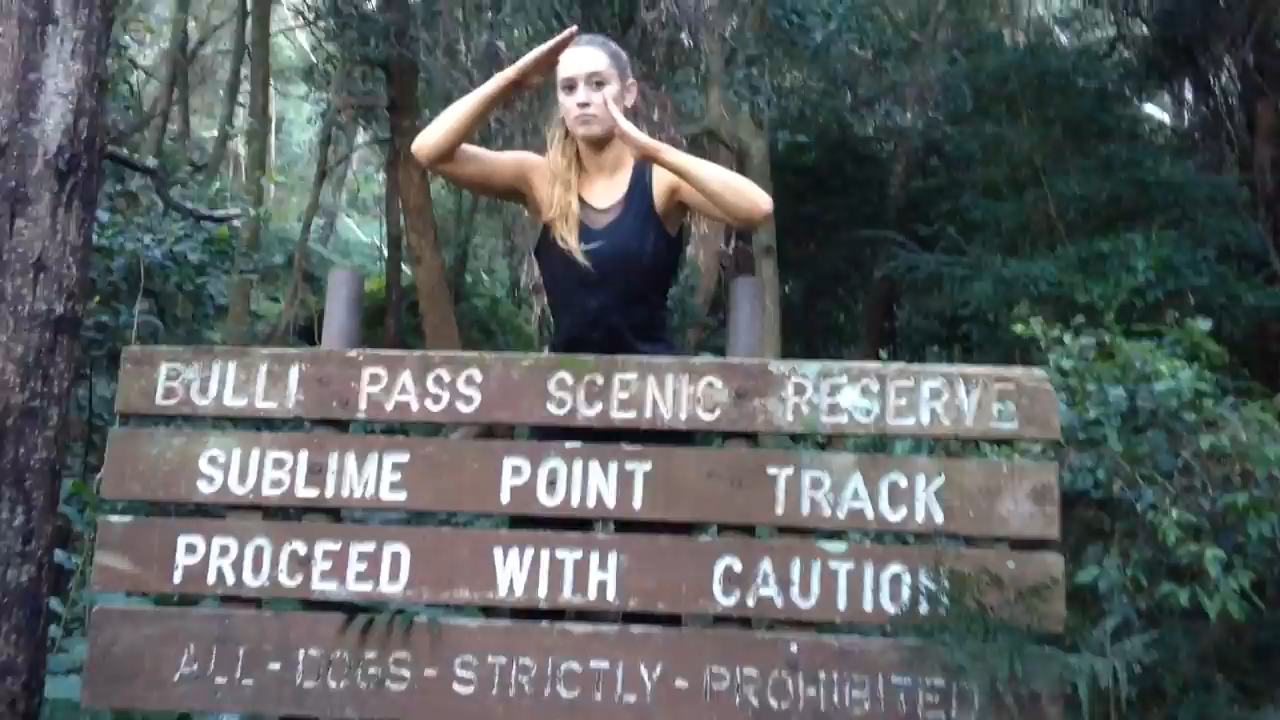 BULLI PASS SCENIC RESERVE
SUBLIME POINT TRACK
PROCEED WITH CAUTION
ALL-DOGS-STRICTLY-PROHIBITED